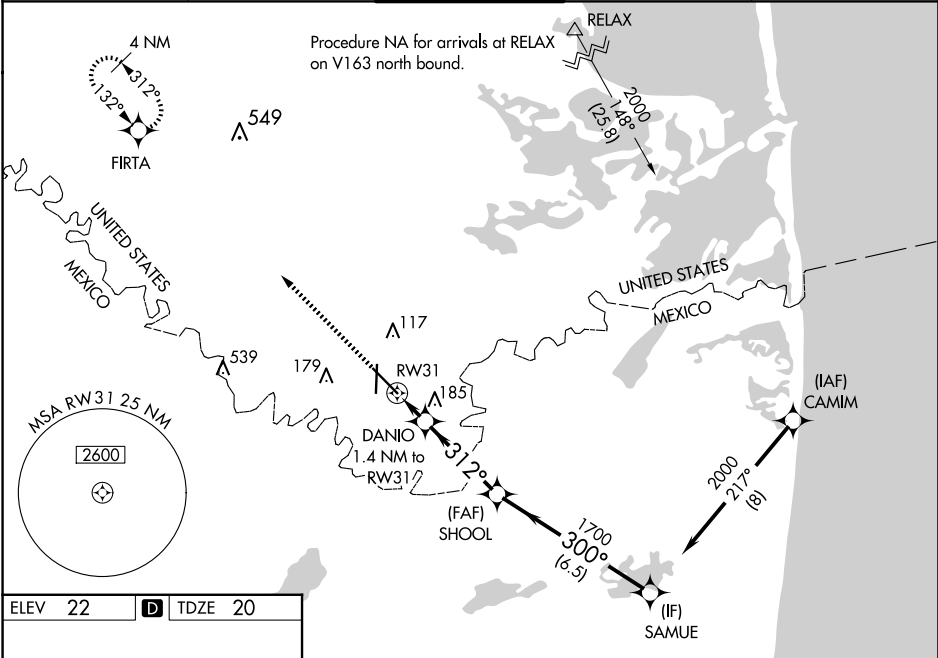 RELAX
Procedure NA for arrivals at RELAX
on V163 north bound.
4 NM
312°
132°
FIRTA
549
2000
148°
(25.8)
UNITED STATES
MEXICO
UNITED STATES
MEXICO
117
539
179
RW31
185
DANIO
1.4 NM to
RW31
312°
(IAF)
CAMIM
2000
217°
(8)
MSA RW31 25 NM
2600
(FAF)
SHOOL
1700
300°
(6.5)
(IF)
SAMUE
ELEV 22 D TDZE 20